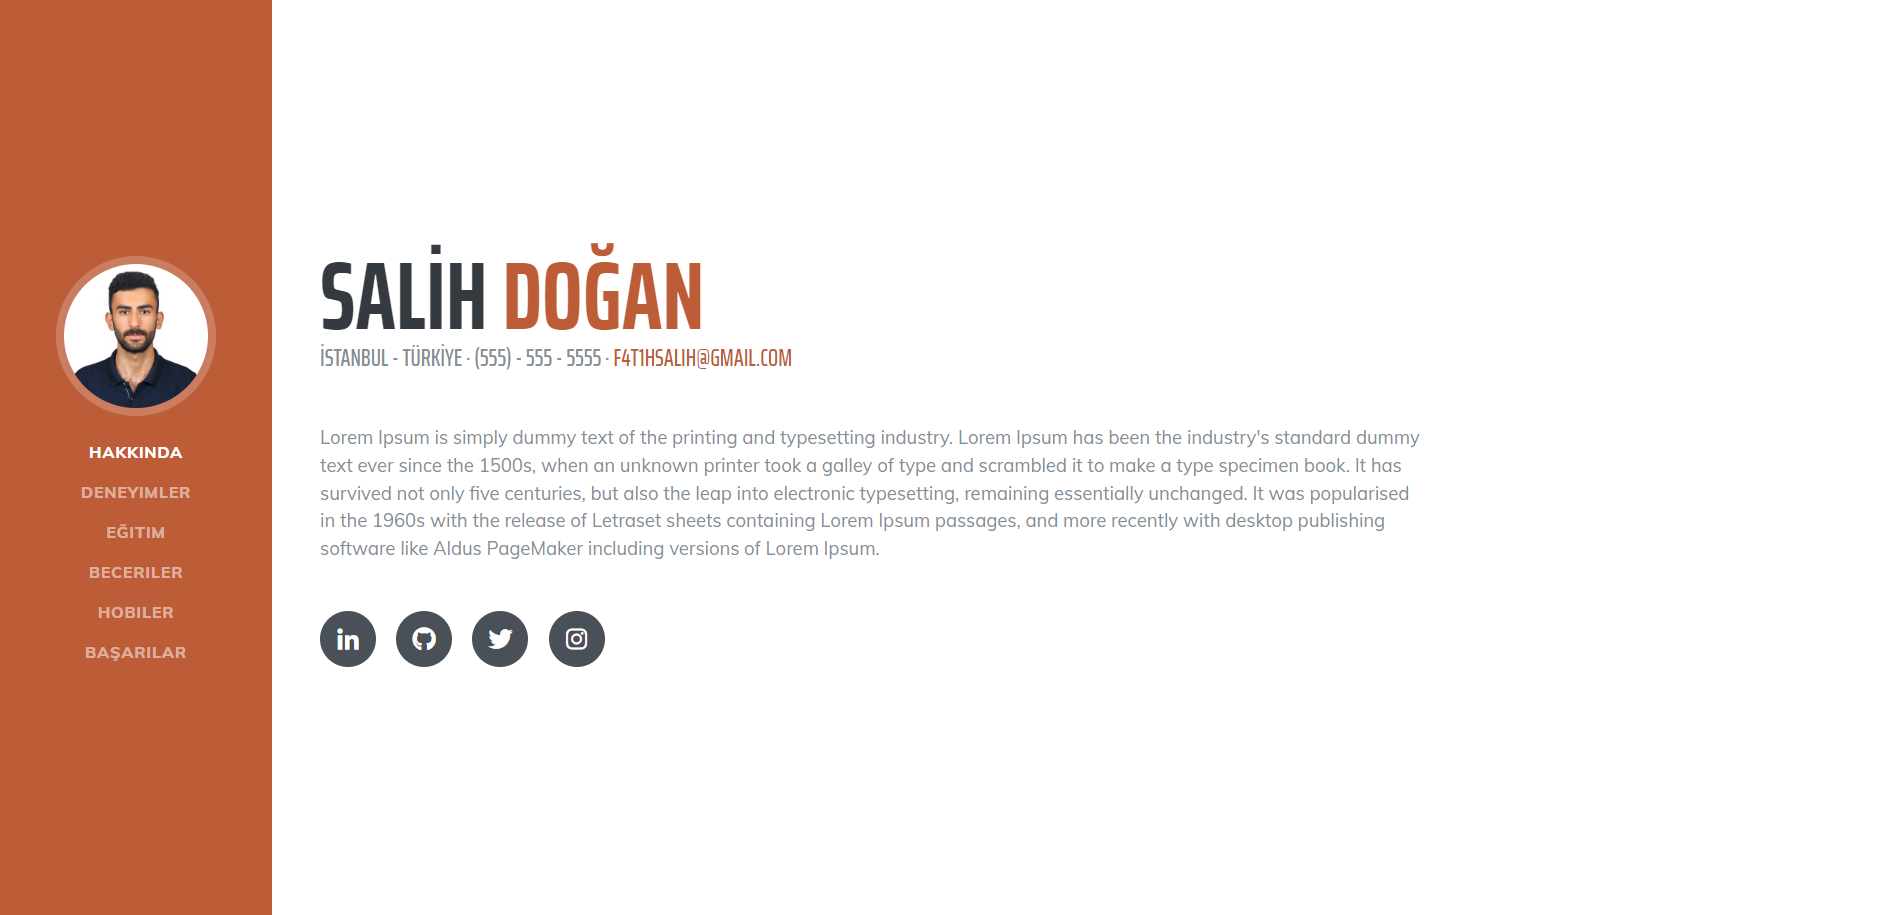 HAKKINDA
DENEYIMLER
EĞITIM
BECERILER
HOBILER
BAŞARILAR
SALİH DOĞAN
İSTANBUL - TÜRKİYE · (555) - 555 - 5555 · F4T1HSALIH@GMAIL.COM
Lorem Ipsum is simply dummy text of the printing and typesetting industry. Lorem Ipsum has been the industry's standard dummy
text ever since the 1500s, when an unknown printer took a galley of type and scrambled it to make a type specimen book. It has
survived not only five centuries, but also the leap into electronic typesetting, remaining essentially unchanged. It was popularised
in the 1960s with the release of Letraset sheets containing Lorem Ipsum passages, and more recently with desktop publishing
software like Aldus PageMaker including versions of Lorem Ipsum.
in